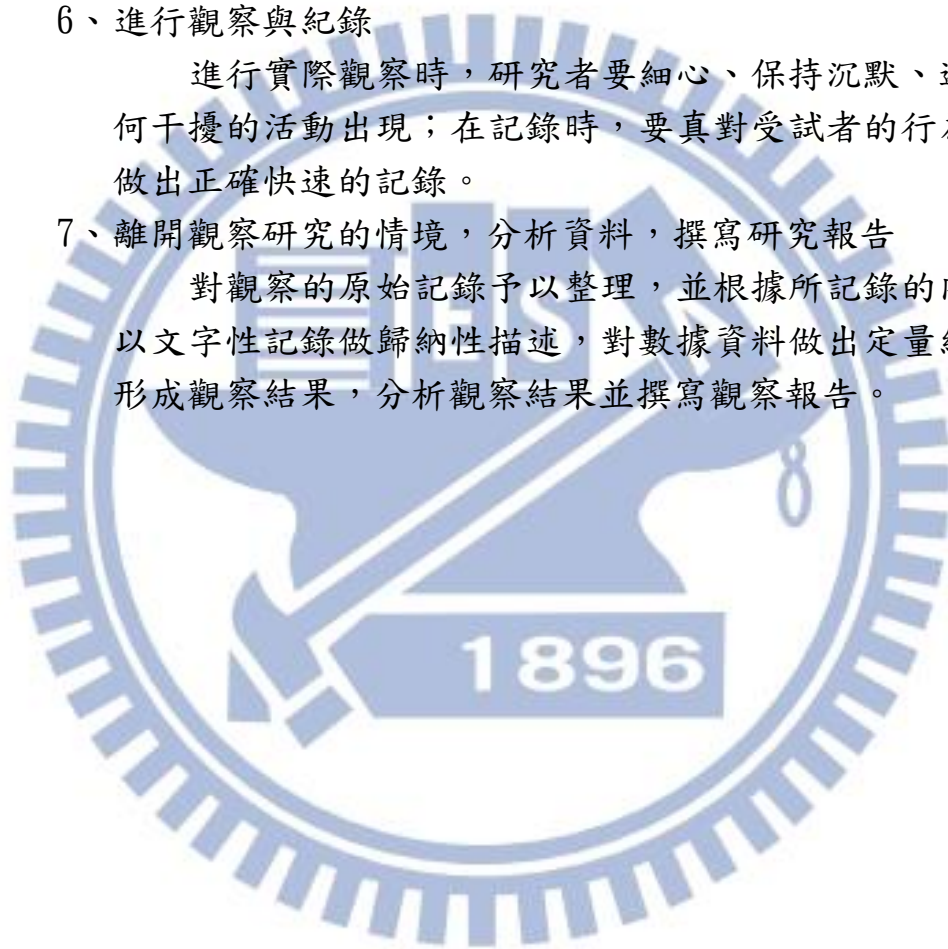 6、進行觀察與紀錄
進行實際觀察時，研究者要細心、保持沉默、
何干擾的活動出現；在記錄時，要真對受試者的行
做出正確快速的記錄。
7、離開觀察研究的情境，分析資料，撰寫研究報告
對觀察的原始記錄予以整理，並根據所記錄的
以文字性記錄做歸納性描述，對數據資料做出定量
形成觀察結果，分析觀察結果並撰寫觀察報告。
ES
8
1896